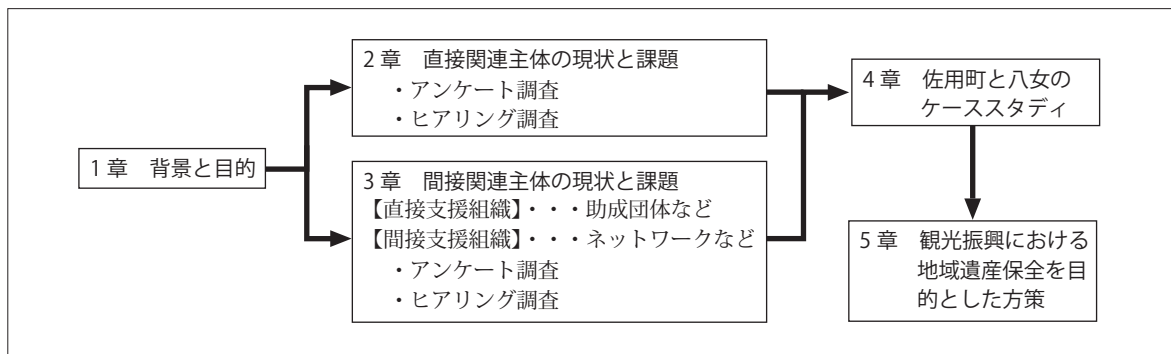 1章　背景と目的
2章　直接関連主体の現状と課題
・アンケート調査
・ヒアリング調査
3章　間接関連主体の現状と課題
【直接支援組織】・・・助成団体など
【間接支援組織】・・・ネットワークなど
・アンケート調査
・ヒアリング調査
4章　佐用町と八女の
ケーススタディ
5章　観光振興における
地域遺産保全を目
的とした方策